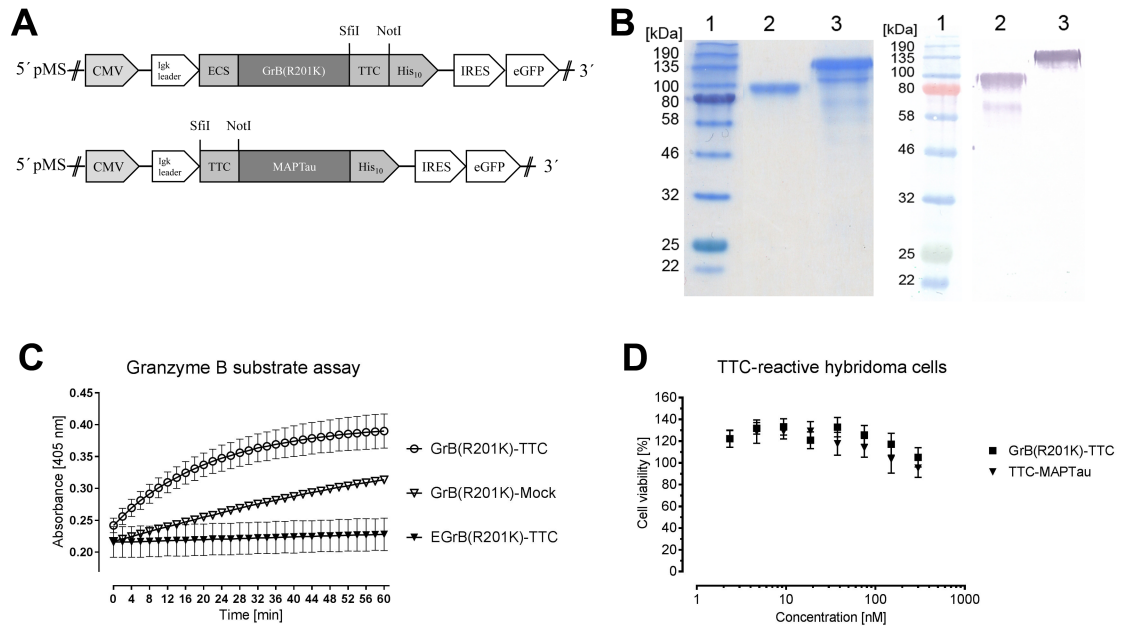 A
SfiI NotI
5´ pMS CMV Igk leader ECS GrB(R201K) TTC His10 IRES eGFP 3´
SfiI NotI
5´ pMS CMV Igk leader TTC MAPTau His10 IRES eGFP 3´
B
[kDa] 1 2 3
190
135
100
80
58
46
32
25
22
[kDa] 1 2 3
190
135
100
80
58
46
32
25
22
C
Granzyme B substrate assay
Absorbance [405 nm]
0.45
0.40
0.35
0.30
0.25
0.20
0 4 8 12 16 20 24 28 32 36 40 44 48 52 56 60
Time [min]
GrB(R201K)-TTC
GrB(R201K)-Mock
EGrB(R201K)-TTC
D
TTC-reactive hybridoma cells
Cell viability [%]
160
140
120
100
80
60
40
20
0
1 10 100 1000
Concentration [nM]
GrB(R201K)-TTC
TTC-MAPTau